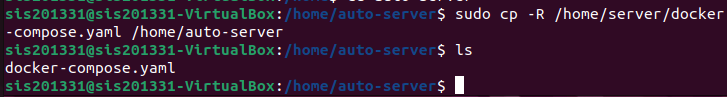 sis201331@sis201331-VirtualBox:/home/auto-server$ sudo cp -R /home/server/docker
-compose.yaml /home/auto-server
sis201331@sis201331-VirtualBox:/home/auto-server$ ls
docker-compose.yaml
sis201331@sis201331-VirtualBox:/home/auto-server$